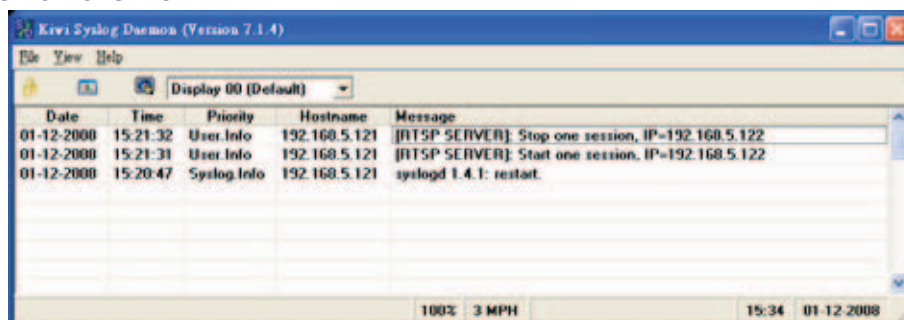 Kiwi Syslog Daemon (Version 7.1.4)
File View Help
Display 00 (Default)
Date Time Priority Hostname Message
01-12-2008 15:21:32 User.Info 192.168.5.121 [RTSP SERVER]: Stop one session, IP=192.168.5.122
01-12-2008 15:21:31 User.Info 192.168.5.121 [RTSP SERVER]: Start one session, IP=192.168.5.122
01-12-2008 15:20:47 Syslog.Info 192.168.5.121 syslogd 1.4.1: restart.
100% 3 MPH 15:34 01-12-2008